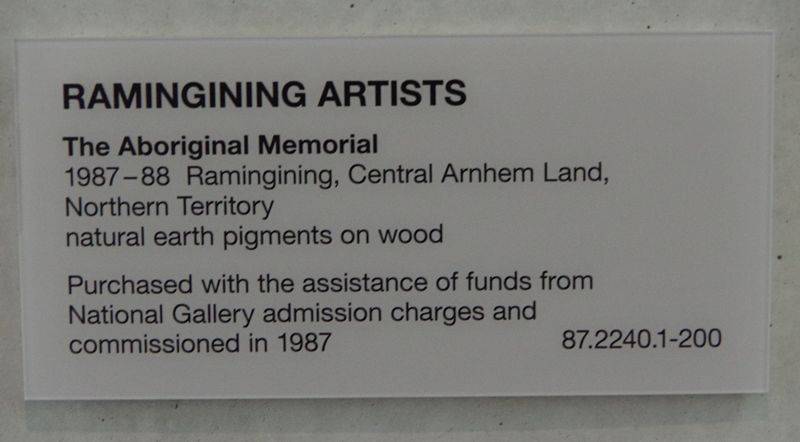 RAMINGINING ARTISTS
The Aboriginal Memorial
1987–88 Ramingining, Central Arnhem Land,
Northern Territory
natural earth pigments on wood
Purchased with the assistance of funds from
National Gallery admission charges and
commissioned in 1987 87.2240.1-200